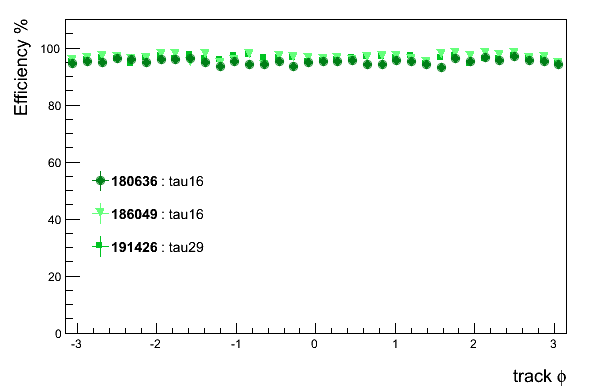 Efficiency %
100
80
60
40
20
0
180636 : tau16
186049 : tau16
191426 : tau29
-3 -2 -1 0 1 2 3
track ϕ